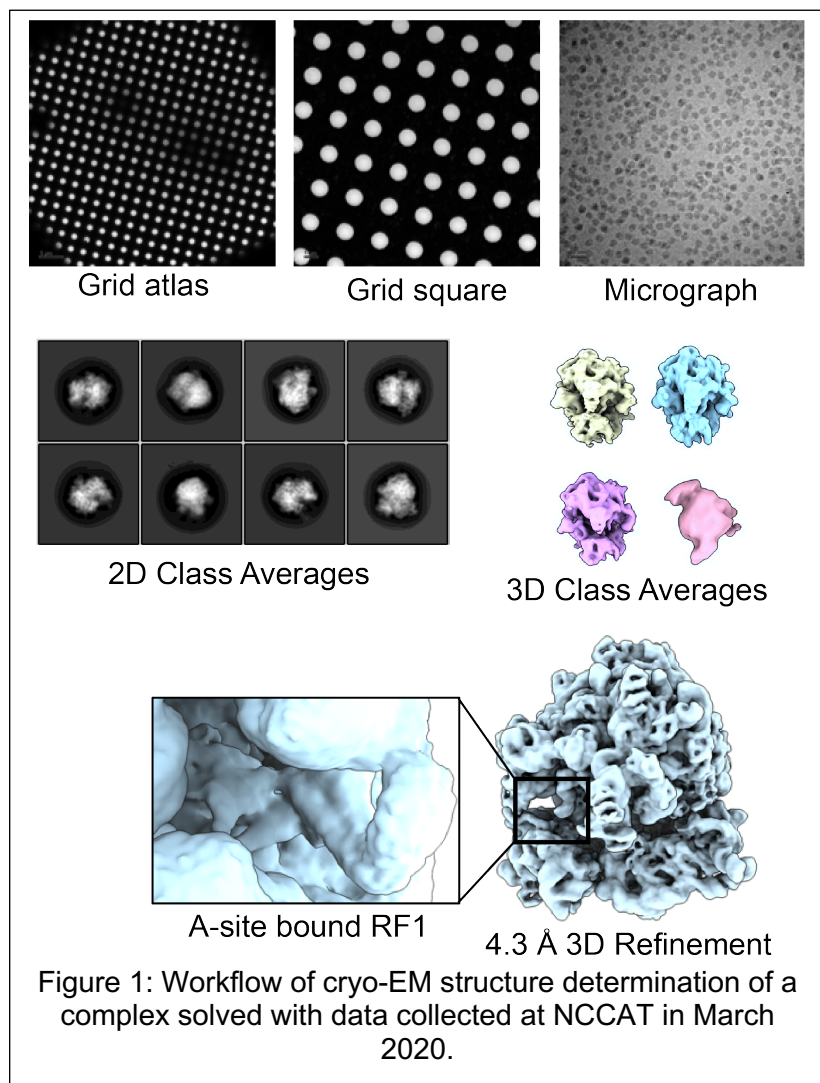 Grid atlas
Grid square
Micrograph
2D Class Averages
3D Class Averages
A-site bound RF1
4.3 Å 3D Refinement
Figure 1: Workflow of cryo-EM structure determination of a
complex solved with data collected at NCCAT in March
2020.